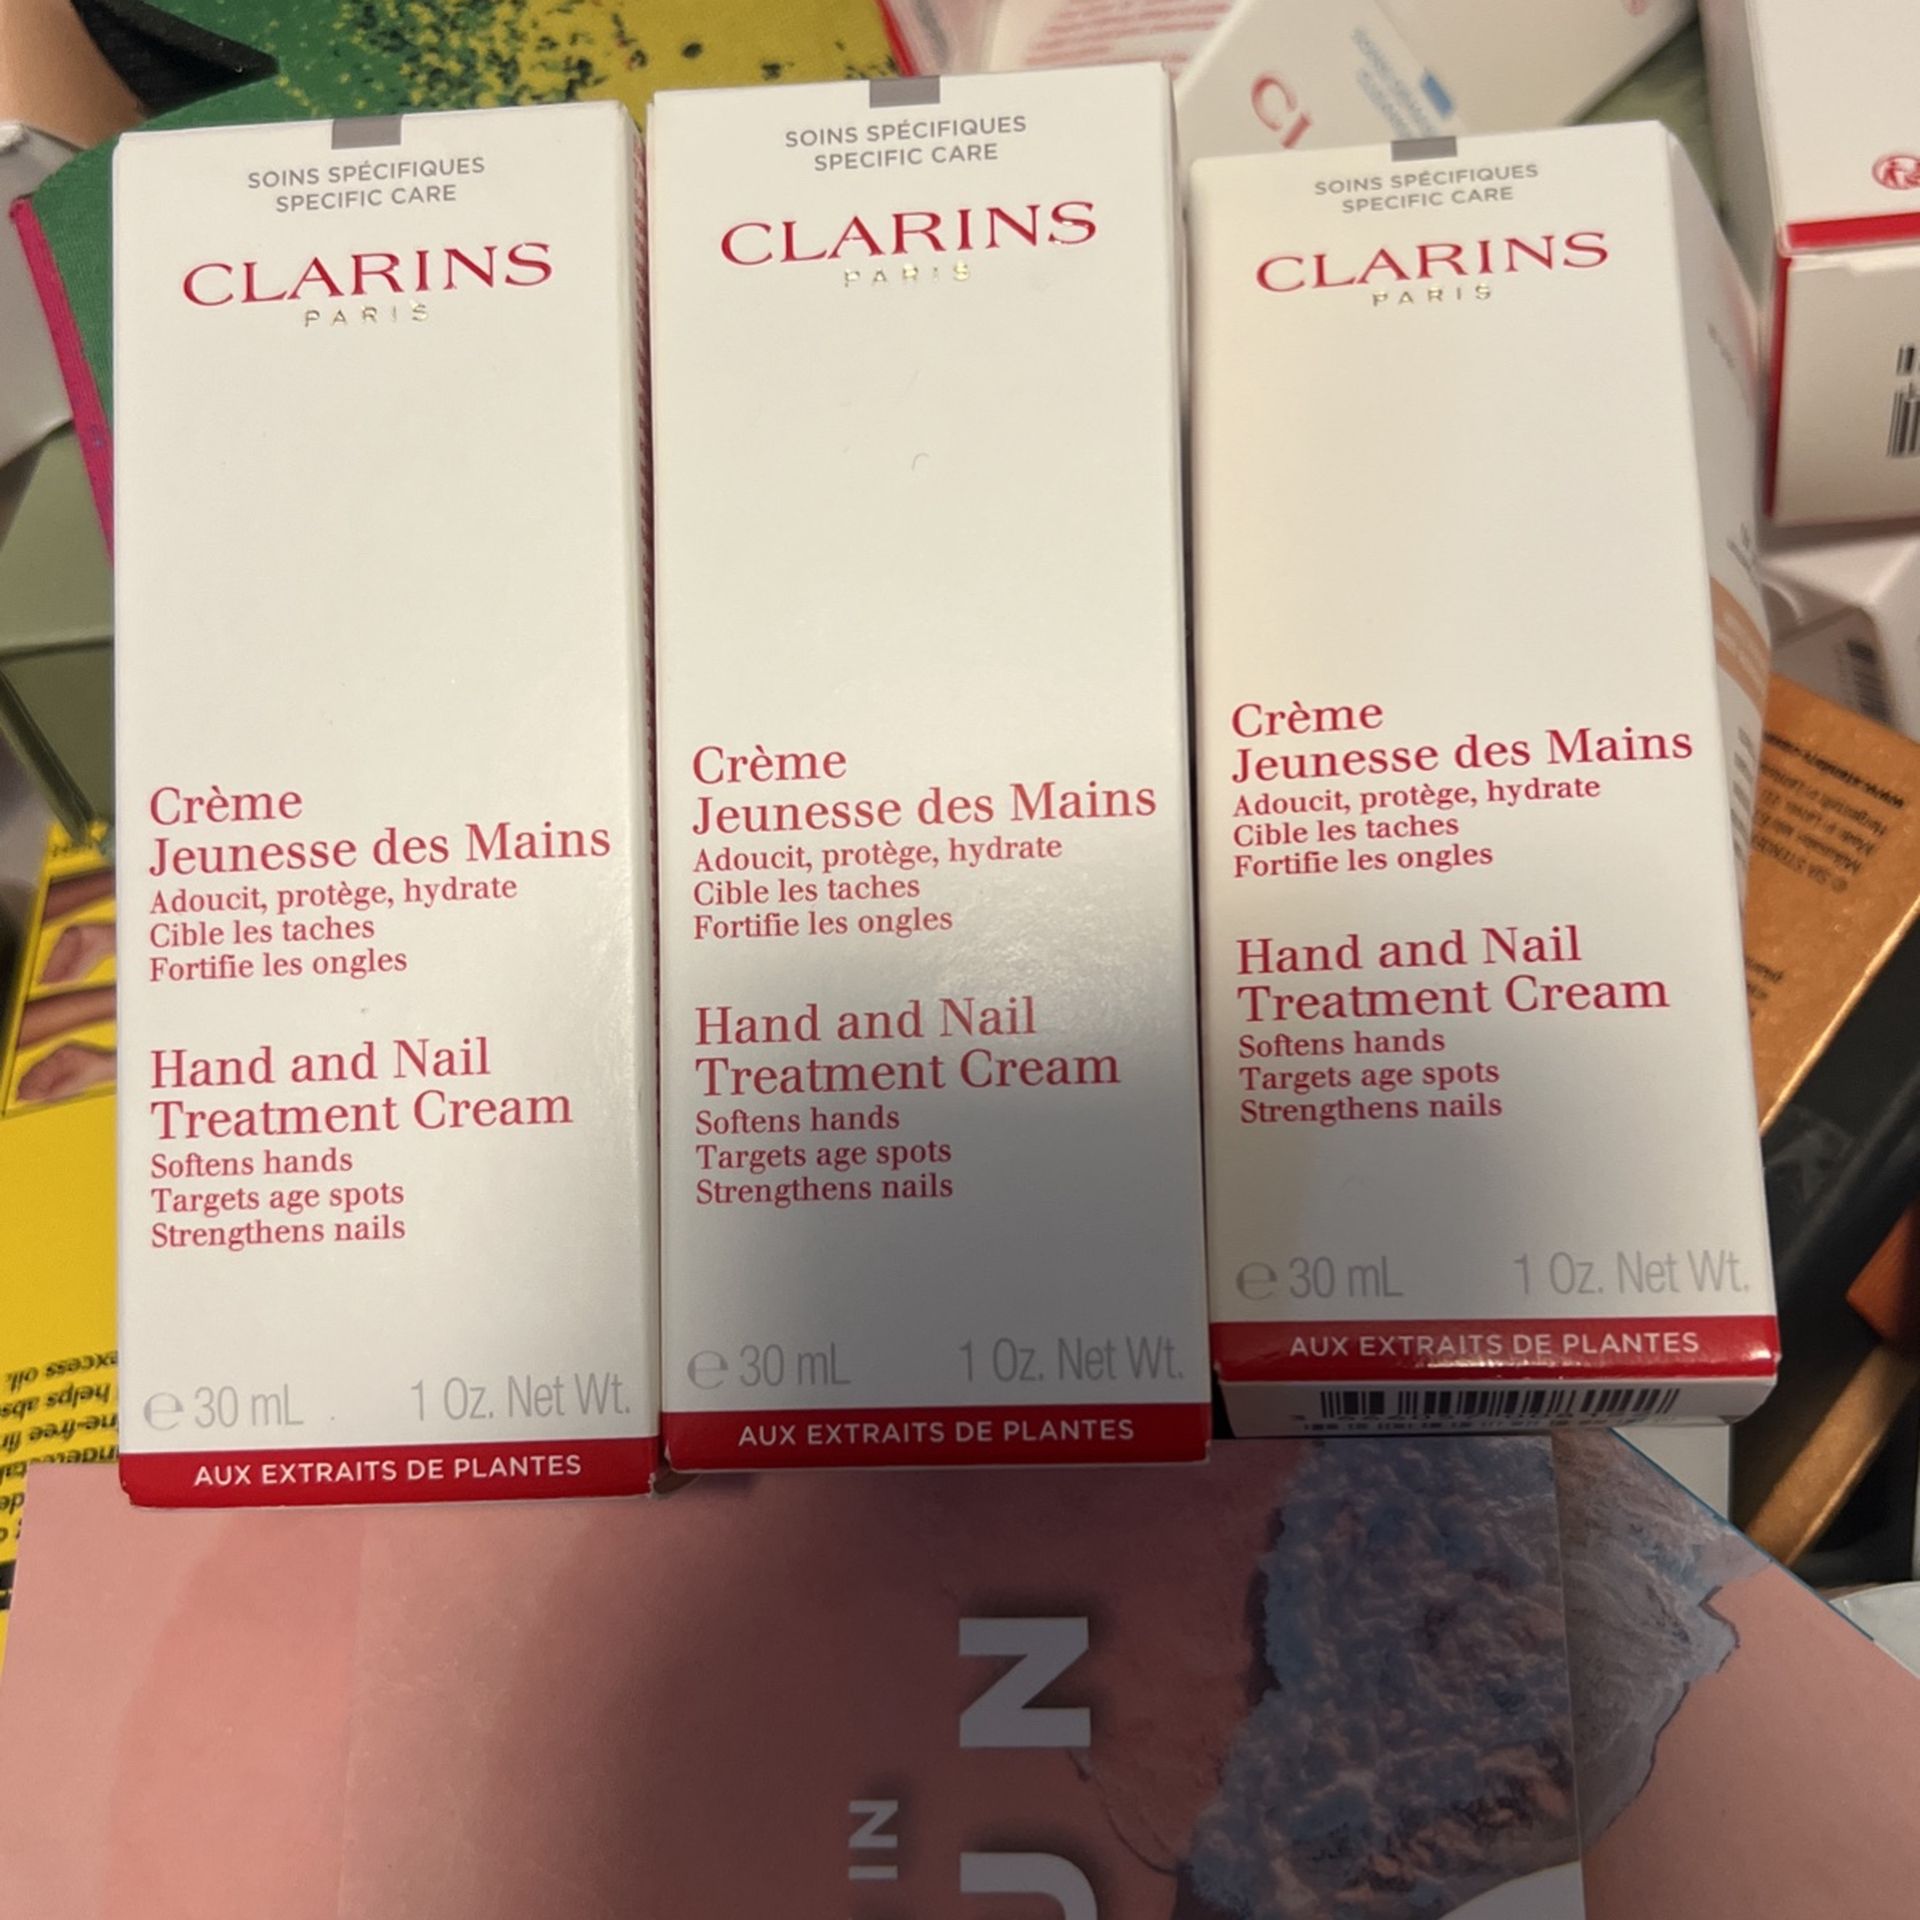 SOINS SPÉCIFIQUES
SPECIFIC CARE
CLARINS
PARIS
Crème
Jeunesse des Mains
Adoucit, protège, hydrate
Cible les taches
Fortifie les ongles
Hand and Nail
Treatment Cream
Softens hands
Targets age spots
Strengthens nails
℮ 30 mL 1 Oz. Net Wt.
AUX EXTRAITS DE PLANTES
SOINS SPÉCIFIQUES
SPECIFIC CARE
CLARINS
PARIS
Crème
Jeunesse des Mains
Adoucit, protège, hydrate
Cible les taches
Fortifie les ongles
Hand and Nail
Treatment Cream
Softens hands
Targets age spots
Strengthens nails
℮ 30 mL 1 Oz. Net Wt.
AUX EXTRAITS DE PLANTES
SOINS SPÉCIFIQUES
SPECIFIC CARE
CLARINS
PARIS
Crème
Jeunesse des Mains
Adoucit, protège, hydrate
Cible les taches
Fortifie les ongles
Hand and Nail
Treatment Cream
Softens hands
Targets age spots
Strengthens nails
℮ 30 mL 1 Oz. Net Wt.
AUX EXTRAITS DE PLANTES
excess
oil
helps
IN
UN